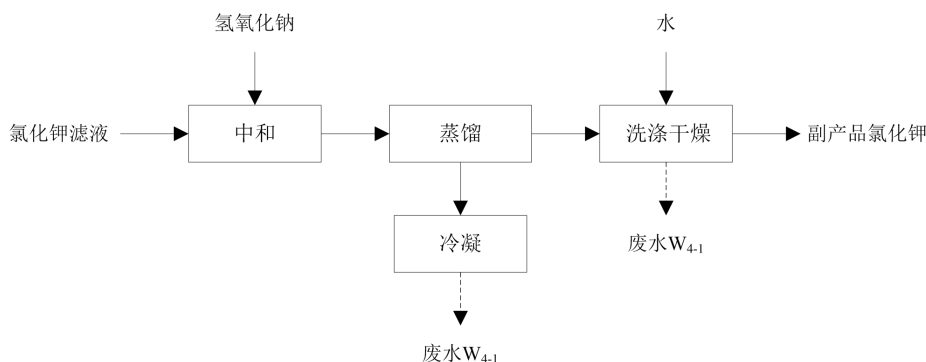 氢氧化钠
水
氯化钾滤液
中和
蒸馏
洗涤干燥
副产品氯化钾
冷凝
废水W4-1
废水W4-1